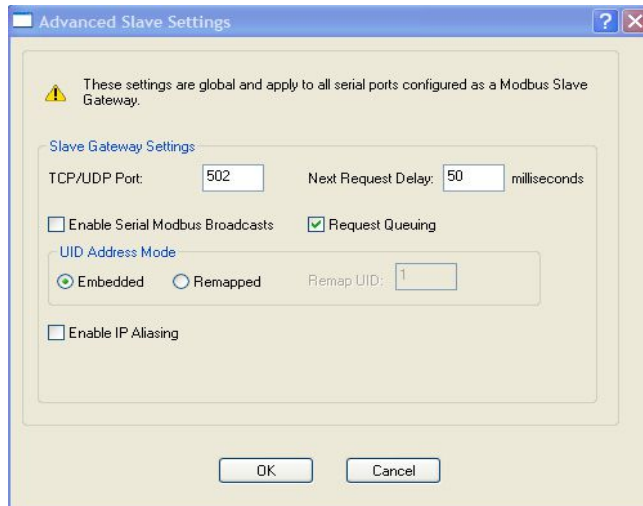 Advanced Slave Settings
These settings are global and apply to all serial ports configured as a Modbus Slave
Gateway.
Slave Gateway Settings
TCP/UDP Port: 502 Next Request Delay: 50 milliseconds
Enable Serial Modbus Broadcasts Request Queuing
UID Address Mode
Embedded Remapped Remap UID: 1
Enable IP Aliasing
OK Cancel